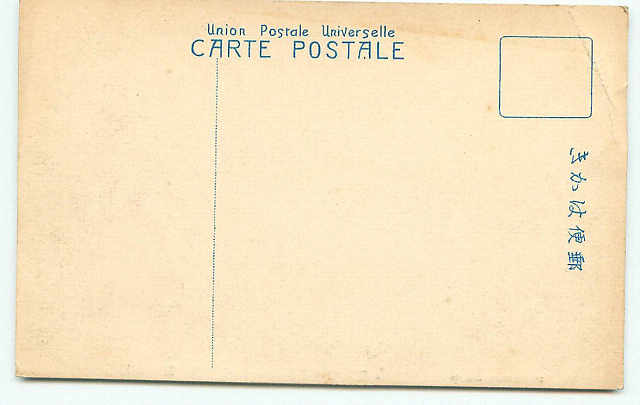 Union Postale Universelle
CARTE POSTALE
郵便はかき